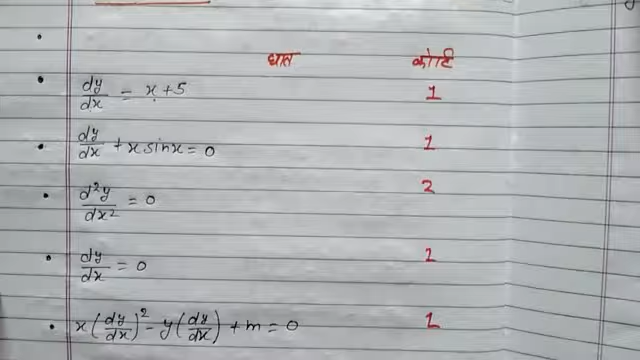 घात कोटि
dy/dx = x + 5 1
dy/dx + x sinx = 0 1
d²y/dx² = 0 2
dy/dx = 0 1
x(dy/dx)² - y(dy/dx) + m = 0 1